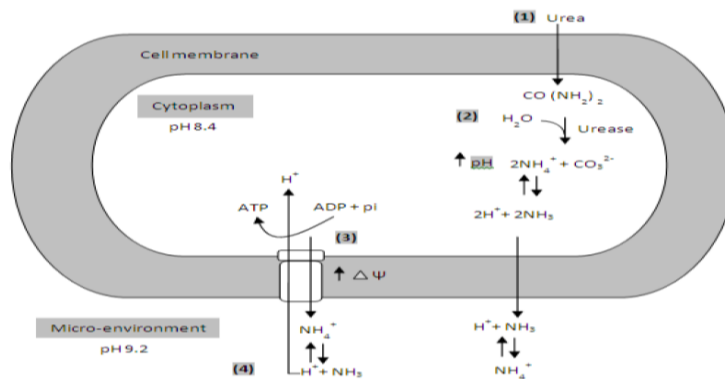 (1) Urea
Cell membrane
Cytoplasm
pH 8.4
CO (NH₂)₂
(2) H₂O
Urease
↑ pH 2NH₄⁺ + CO₃²⁻
H⁺
ATP ADP + pi
2H⁺ + 2NH₃
(3)
↑ △ Ψ
Micro-environment
pH 9.2
NH₄⁺
H⁺ + NH₃
(4) H⁺ + NH₃
NH₄⁺